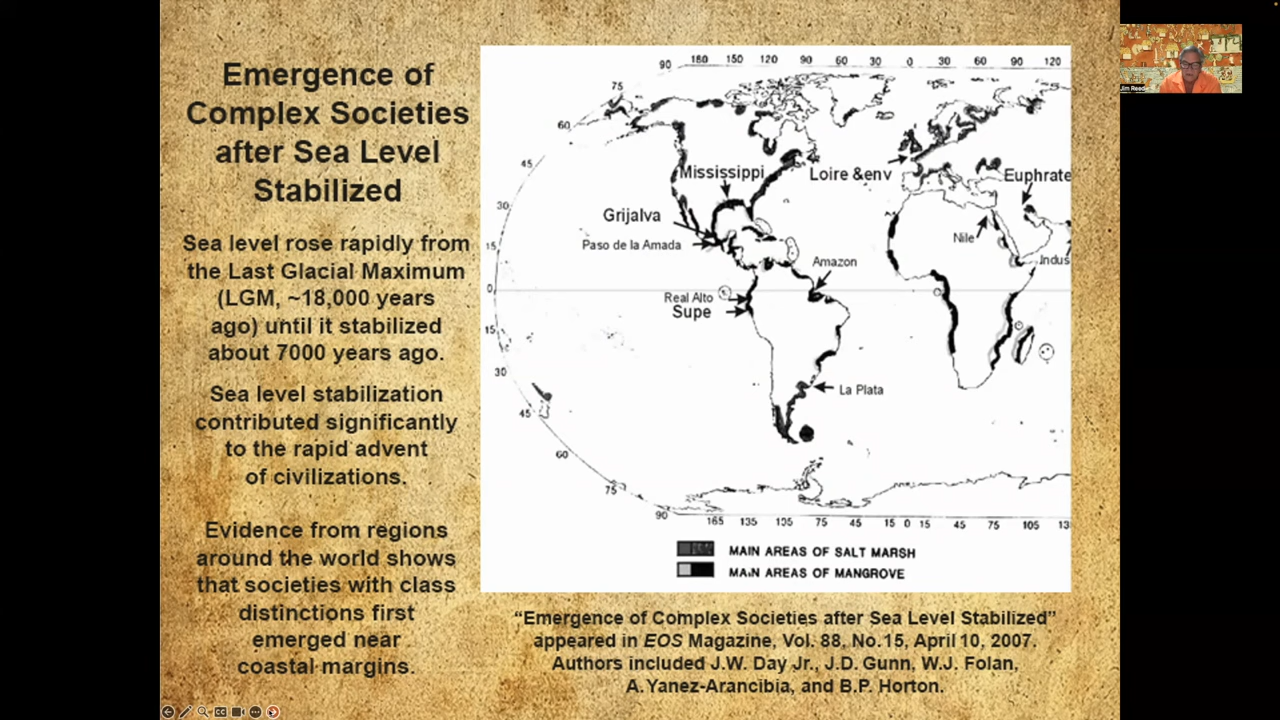 Emergence of
Complex Societies
after Sea Level
Stabilized
Sea level rose rapidly from
the Last Glacial Maximum
(LGM, ~18,000 years
ago) until it stabilized
about 7000 years ago.
Sea level stabilization
contributed significantly
to the rapid advent
of civilizations.
Evidence from regions
around the world shows
that societies with class
distinctions first
emerged near
coastal margins.
90 180 150 120 90 60 30 0 30 60 90 120
75
60
45
30
15
0
15
30
45
60
75
90
165 135 105 75 45 15 0 15 45 75 105 13
Mississippi
Loire &env
Euphrate
Grijalva
Paso de la Amada
Nile
Indus
Amazon
Real Alto
Supe
La Plata
MAIN AREAS OF SALT MARSH
MAIN AREAS OF MANGROVE
“Emergence of Complex Societies after Sea Level Stabilized”
appeared in EOS Magazine, Vol. 88, No.15, April 10, 2007.
Authors included J.W. Day Jr., J.D. Gunn, W.J. Folan,
A. Yanez-Arancibia, and B.P. Horton.
CC